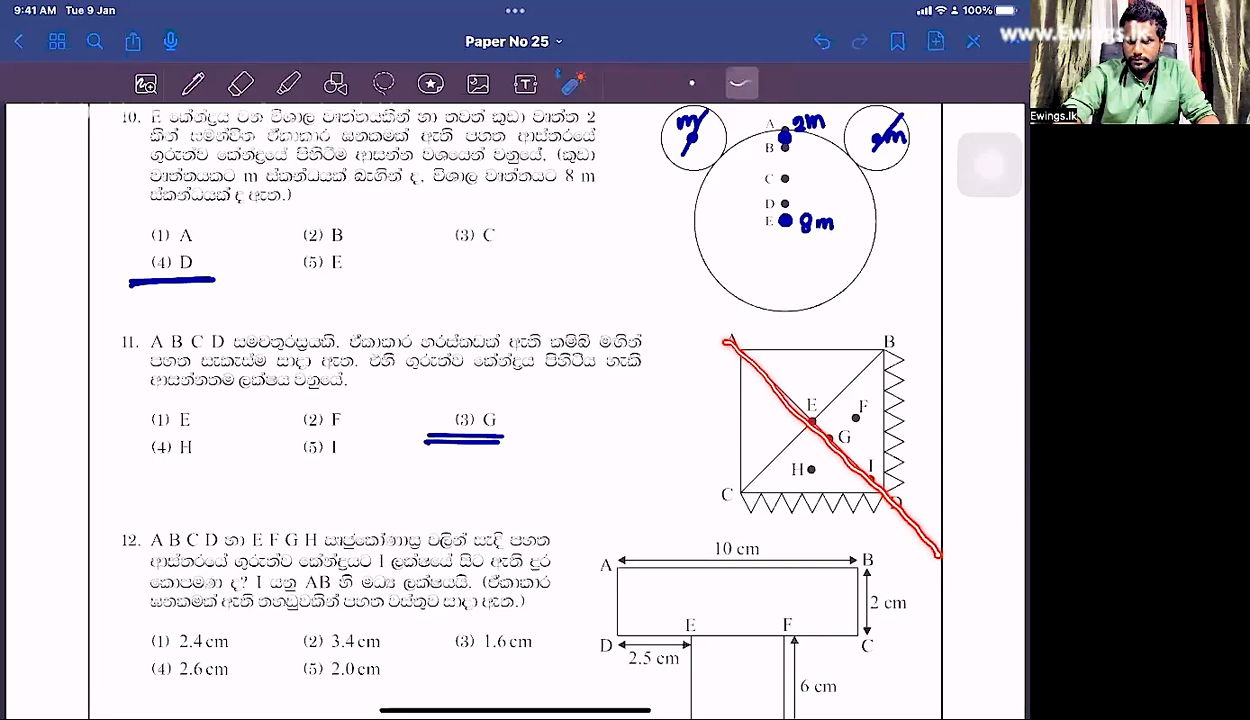 9:41 AM Tue 9 Jan
100%
Paper No 25
www.Ewings.lk
Ewings.lk
10. E කේන්ද්‍රය වන විශාල වෘත්තයකින් හා තවත් කුඩා වෘත්ත 2
කින් සමන්විත ඒකාකාර ඝනකමක් ඇති පහත ආස්තරයේ
ගුරුත්ව කේන්ද්‍රයේ පිහිටීම ආසන්න වශයෙන් වනුයේ, (කුඩා
වෘත්තයකට m ස්කන්ධයක් බැගින් ද, විශාල වෘත්තයට 8 m
ස්කන්ධයක් ද ඇත.)
(1) A (2) B (3) C
(4) D (5) E
m A 2m m
B
C
D
E 8m
11. A B C D සමචතුරස්‍රයකි. ඒකාකාර හරස්කඩක් ඇති කම්බි මගින්
පහත සැකැස්ම සාදා ඇත. එහි ගුරුත්ව කේන්ද්‍රය පිහිටිය හැකි
ආසන්නතම ලක්ෂය වනුයේ,
(1) E (2) F (3) G
(4) H (5) I
A B
E F
G
H I
C D
12. A B C D හා E F G H ඍජුකෝණාස්‍ර වලින් සැදි පහත
ආස්තරයේ ගුරුත්ව කේන්ද්‍රයට I ලක්ෂයේ සිට ඇති දුර
කොපමණ ද? I යනු AB හි මධ්‍ය ලක්ෂයයි. (ඒකාකාර
ඝනකමක් ඇති තහඩුවකින් පහත වස්තුව සාදා ඇත.)
(1) 2.4 cm (2) 3.4 cm (3) 1.6 cm
(4) 2.6 cm (5) 2.0 cm
10 cm
A B
2 cm
E F
D C
2.5 cm
6 cm